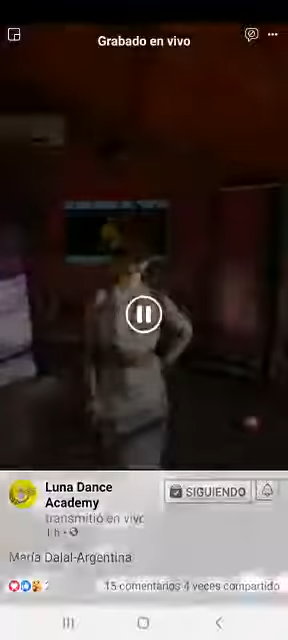 Grabado en vivo
Luna Dance
Academy
SIGUIENDO
transmitió en vivo
1 h •
María Dalal-Argentina
15 comentarios 4 veces compartido